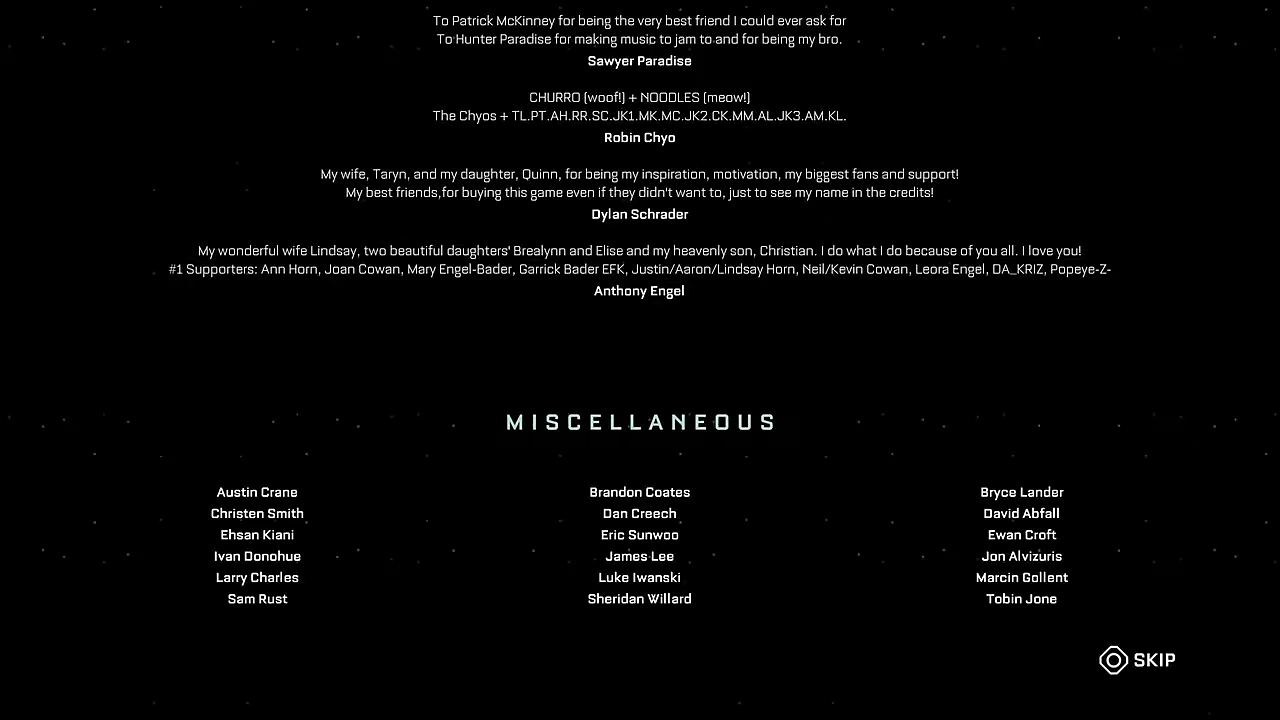 To Patrick McKinney for being the very best friend I could ever ask for
To Hunter Paradise for making music to jam to and for being my bro.
Sawyer Paradise
CHURRO (woof!) + NOODLES (meow!)
The Chyos + TL.PT.AH.RR.SC.JK1.MK.MC.JK2.CK.MM.AL.JK3.AM.KL.
Robin Chyo
My wife, Taryn, and my daughter, Quinn, for being my inspiration, motivation, my biggest fans and support!
My best friends,for buying this game even if they didn't want to, just to see my name in the credits!
Dylan Schrader
My wonderful wife Lindsay, two beautiful daughters' Brealynn and Elise and my heavenly son, Christian. I do what I do because of you all. I love you!
#1 Supporters: Ann Horn, Joan Cowan, Mary Engel-Bader, Garrick Bader EFK, Justin/Aaron/Lindsay Horn, Neil/Kevin Cowan, Leora Engel, DA_KRIZ, Popeye-Z-
Anthony Engel
MISCELLANEOUS
Austin Crane Brandon Coates Bryce Lander
Christen Smith Dan Creech David Abfall
Ehsan Kiani Eric Sunwoo Ewan Croft
Ivan Donohue James Lee Jon Alvizuris
Larry Charles Luke Iwanski Marcin Gollent
Sam Rust Sheridan Willard Tobin Jone
SKIP